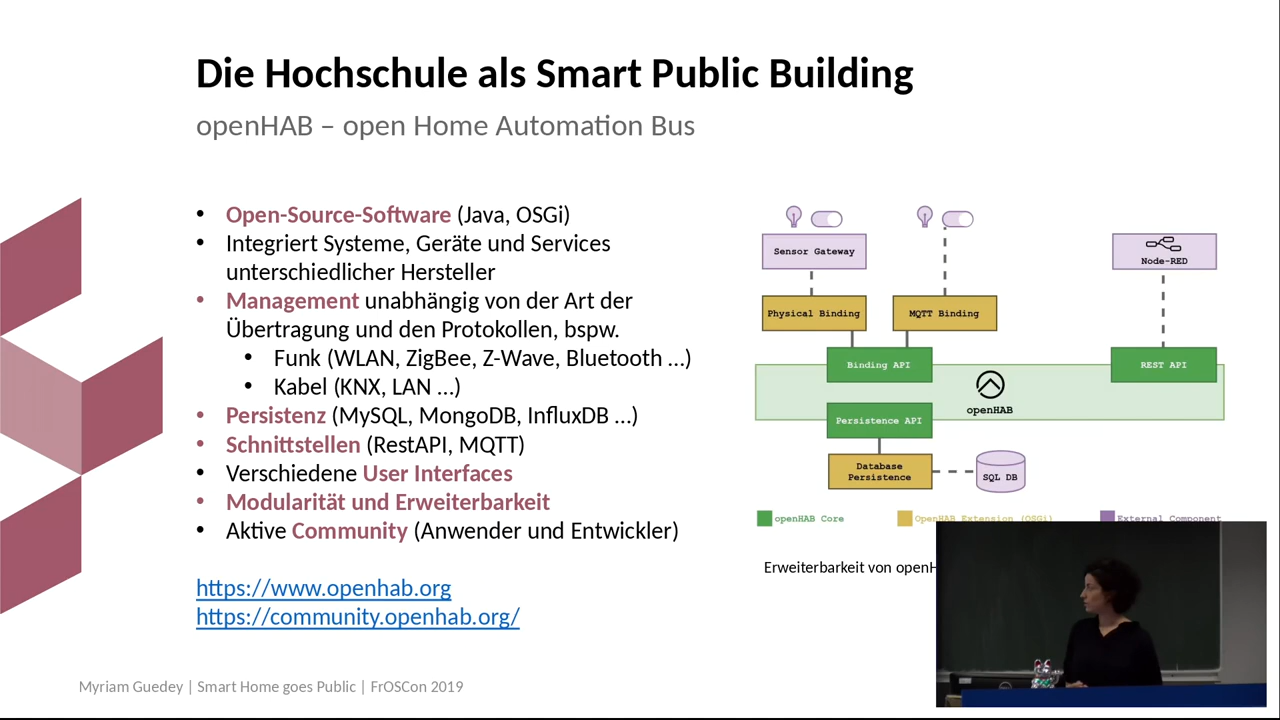 Die Hochschule als Smart Public Building
openHAB – open Home Automation Bus
• Open-Source-Software (Java, OSGi)
• Integriert Systeme, Geräte und Services
unterschiedlicher Hersteller
• Management unabhängig von der Art der
Übertragung und den Protokollen, bspw.
• Funk (WLAN, ZigBee, Z-Wave, Bluetooth ...)
• Kabel (KNX, LAN ...)
• Persistenz (MySQL, MongoDB, InfluxDB ...)
• Schnittstellen (RestAPI, MQTT)
• Verschiedene User Interfaces
• Modularität und Erweiterbarkeit
• Aktive Community (Anwender und Entwickler)
https://www.openhab.org
https://community.openhab.org/
Sensor Gateway
Node-RED
Physical Binding
MQTT Binding
Binding API
REST API
openHAB
Persistence API
Database
Persistence
SQL DB
openHAB Core
OpenHAB Extension (OSGi)
External Component
Erweiterbarkeit von openH
Myriam Guedey | Smart Home goes Public | FrOSCon 2019